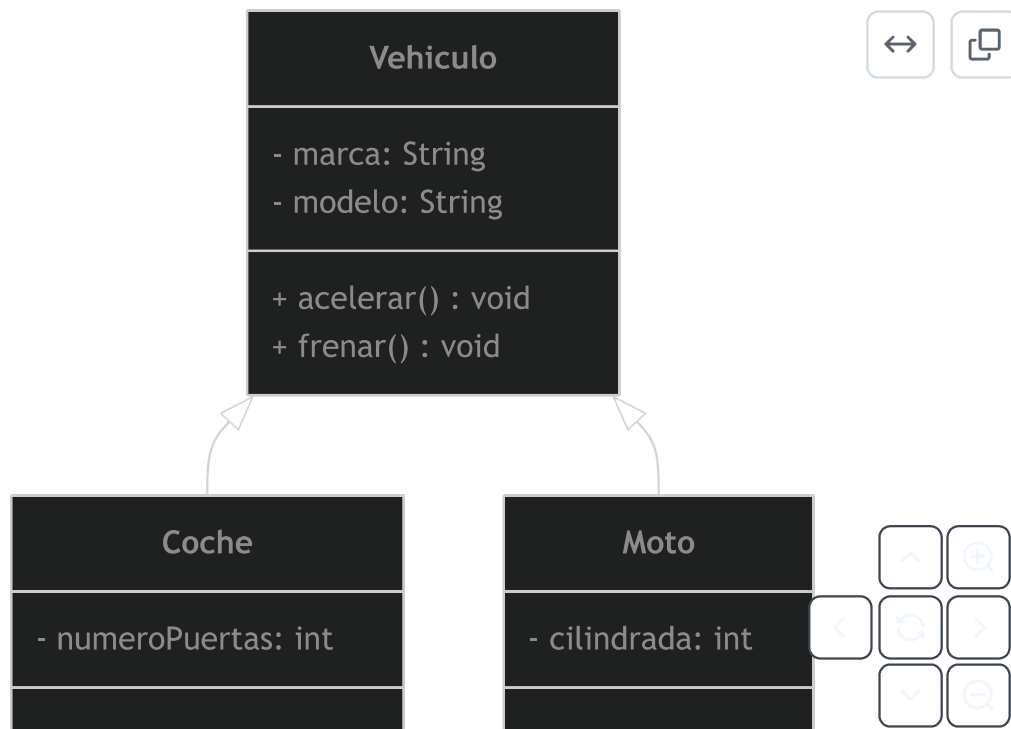 Vehiculo
- marca: String
- modelo: String
+ acelerar() : void
+ frenar() : void
Coche
- numeroPuertas: int
Moto
- cilindrada: int